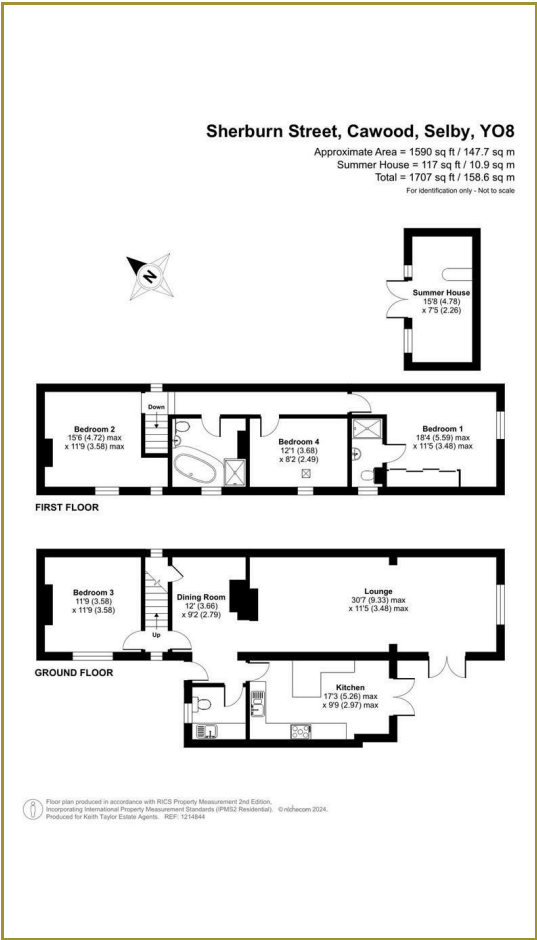 Sherburn Street, Cawood, Selby, YO8
Approximate Area = 1590 sq ft / 147.7 sq m
Summer House = 117 sq ft / 10.9 sq m
Total = 1707 sq ft / 158.6 sq m
For identification only - Not to scale
N
Summer House
15'8 (4.78)
x 7'5 (2.26)
Bedroom 2
15'6 (4.72) max
x 11'9 (3.58) max
Down
Bedroom 4
12'1 (3.68)
x 8'2 (2.49)
Bedroom 1
18'4 (5.59) max
x 11'5 (3.48) max
FIRST FLOOR
Bedroom 3
11'9 (3.58)
x 11'9 (3.58)
Up
Dining Room
12' (3.66)
x 9'2 (2.79)
Lounge
30'7 (9.33) max
x 11'5 (3.48) max
GROUND FLOOR
Kitchen
17'3 (5.26) max
x 9'9 (2.97) max
Floor plan produced in accordance with RICS Property Measurement 2nd Edition,
Incorporating International Property Measurement Standards (IPMS2 Residential). © nichecom 2024.
Produced for Keith Taylor Estate Agents. REF: 1214844